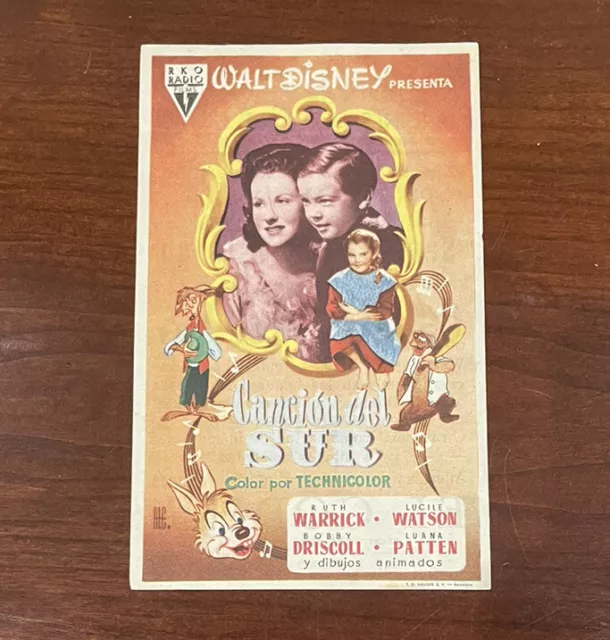 RKO
RADIO
FILMS
WALT DISNEY PRESENTA
Canción del
SUR
Color por TECHNICOLOR
RUTH LUCILE
WARRICK • WATSON
BOBBY LUANA
DRISCOLL • PATTEN
y dibujos animados